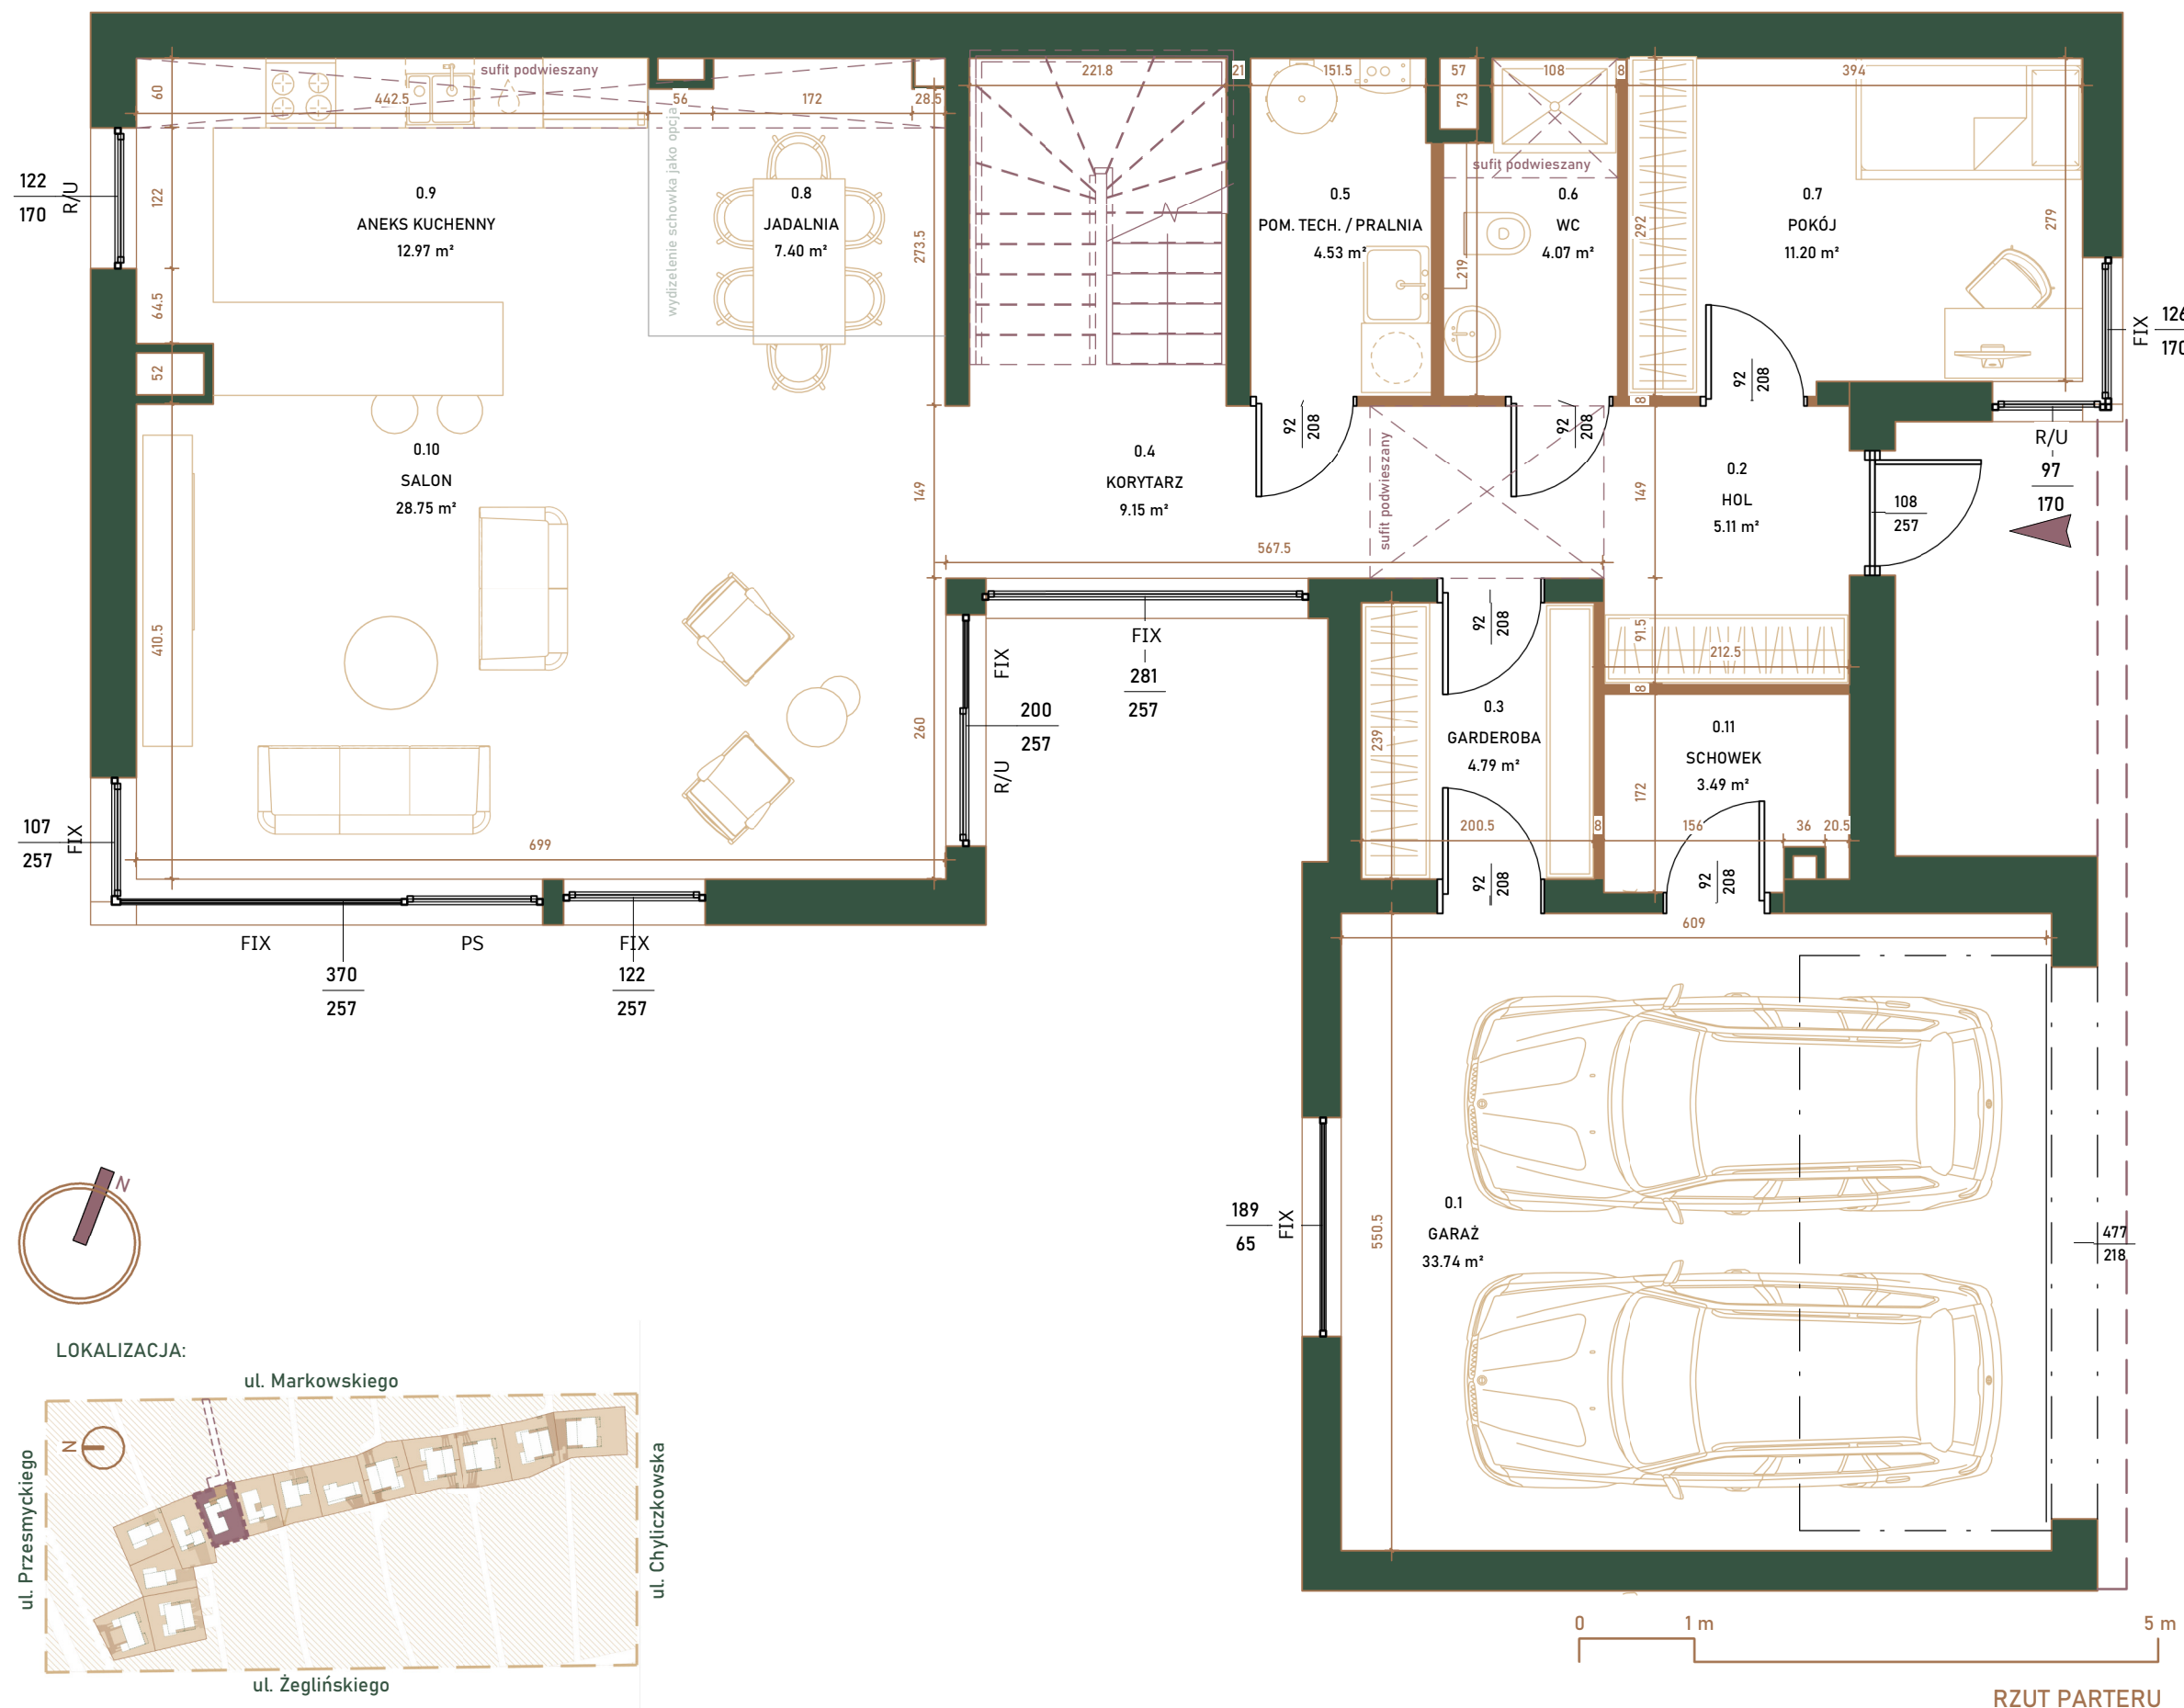 sufit podwieszany
60
442.5
56
172
28.5
221.8
21
151.5
57
73
108
8
394
sufit podwieszany
122
170
R/U
122
0.9
ANEKS KUCHENNY
12.97 m²
wydzielenie schowka jako opcja
0.8
JADALNIA
7.40 m²
273.5
0.5
POM. TECH. / PRALNIA
4.53 m²
219
0.6
WC
4.07 m²
292
0.7
POKÓJ
11.20 m²
279
FIX
126
170
64.5
52
92
208
92
208
92
208
8
R/U
97
170
0.10
SALON
28.75 m²
149
0.4
KORYTARZ
9.15 m²
sufit podwieszany
149
0.2
HOL
5.11 m²
108
257
567.5
410.5
FIX
281
257
FIX
200
257
R/U
260
92
208
91.5
212.5
8
0.3
GARDEROBA
4.79 m²
239
0.11
SCHOWEK
3.49 m²
172
200.5
8
156
36
20.5
107
257
FIX
699
92
208
92
208
FIX
PS
FIX
370
257
122
257
609
N
189
65
FIX
550.5
0.1
GARAŻ
33.74 m²
477
218
LOKALIZACJA:
ul. Markowskiego
N
ul. Przesmyckiego
ul. Chyliczkowska
ul. Żeglińskiego
0
1 m
5 m
RZUT PARTERU